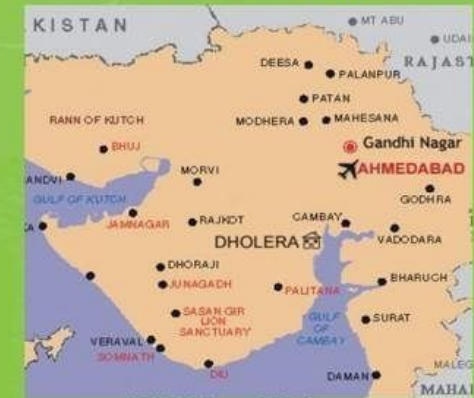 KISTAN
MT ABU
UDAI
DEESA
PALANPUR
RAJAST
PATAN
RANN OF KUTCH
MODHERA
MAHESANA
BHUJ
Gandhi Nagar
AHMEDABAD
ANDVI
MORVI
GODHRA
GULF OF KUTCH
KA
JAMNAGAR
RAJKOT
CAMBAY
DHOLERA
VADODARA
DHORAJI
JUNAGADH
PALITANA
BHARUCH
SASAN GIR
LION
SANCTUARY
GULF
OF
CAMBAY
SURAT
VERAVAL
SOMNATH
DIU
DAMAN
MALEG
MAHAI